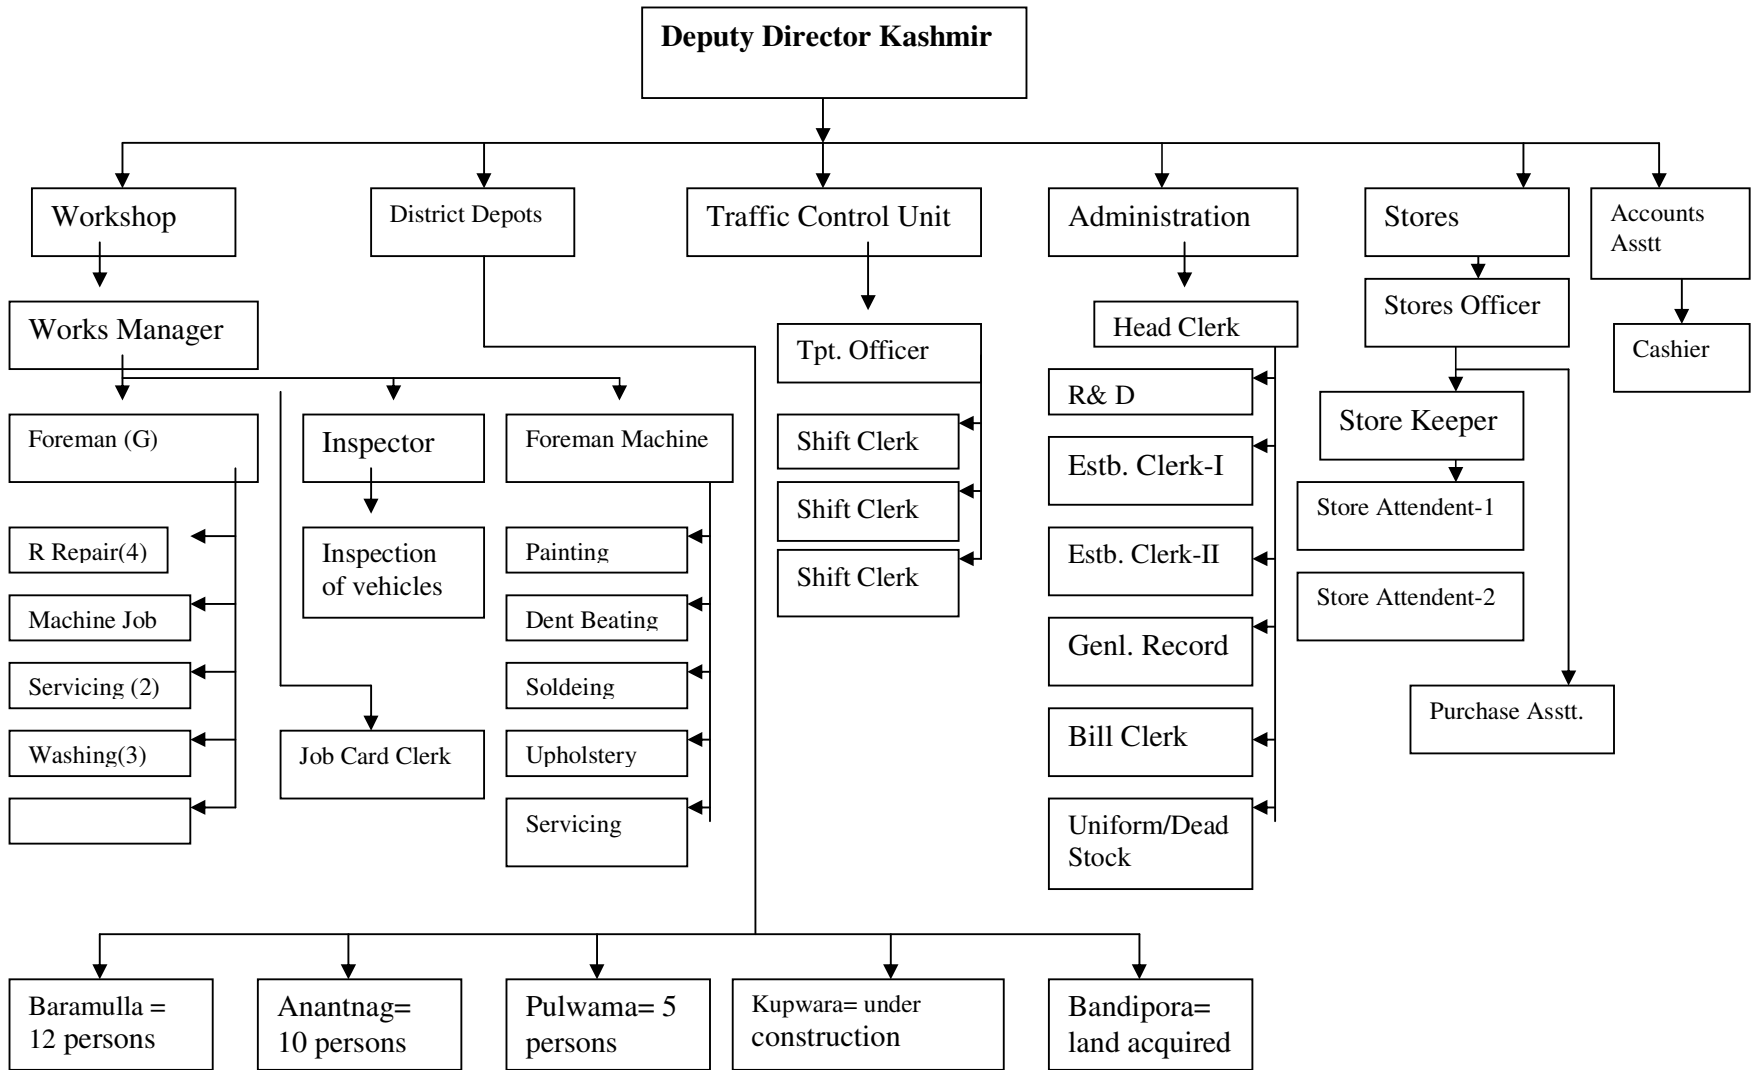 Deputy Director Kashmir
Workshop
District Depots
Traffic Control Unit
Administration
Stores
Accounts
Asstt
Works Manager
Tpt. Officer
Head Clerk
Stores Officer
Cashier
Foreman (G)
Inspector
Foreman Machine
Shift Clerk
Shift Clerk
Shift Clerk
R& D
Estb. Clerk-I
Estb. Clerk-II
Genl. Record
Bill Clerk
Uniform/Dead
Stock
Store Keeper
Store Attendent-1
Store Attendent-2
Purchase Asstt.
R Repair(4)
Machine Job
Servicing (2)
Washing(3)
Inspection
of vehicles
Job Card Clerk
Painting
Dent Beating
Soldeing
Upholstery
Servicing
Baramulla =
12 persons
Anantnag=
10 persons
Pulwama= 5
persons
Kupwara= under
construction
Bandipora=
land acquired